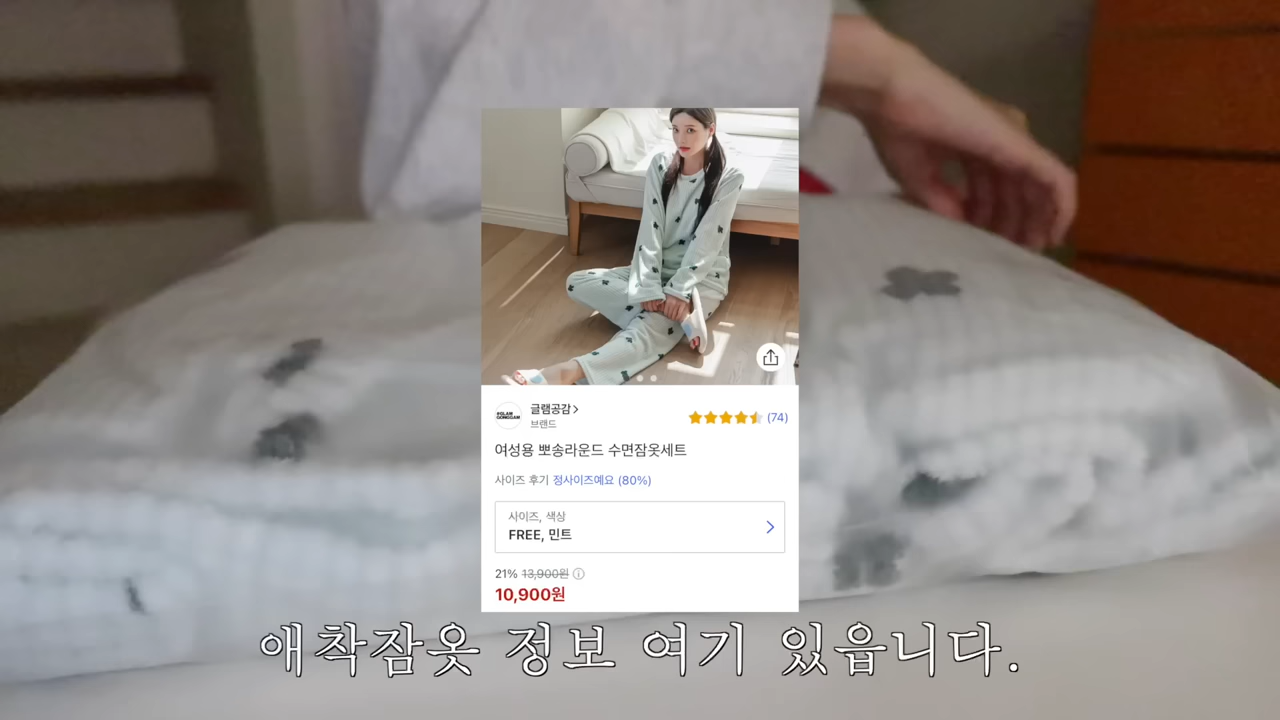 #GLAM
GONGGAM
글램공감>
브랜드
(74)
여성용 뽀송라운드 수면잠옷세트
사이즈 후기 정사이즈예요 (80%)
사이즈, 색상
FREE, 민트
21% 13,900원
10,900원
애착잠옷 정보 여기 있읍니다.